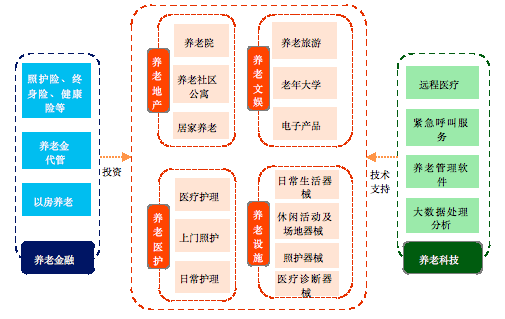 照护险、终
身险、健康
险等
养老金
代管
以房养老
养老金融
投资
养老地产
养老院
养老社区
公寓
居家养老
养老文娱
养老旅游
老年大学
电子产品
养老医护
医疗护理
上门照护
日常护理
养老设施
日常生活器
械
休闲活动及
场地器械
照护器械
医疗诊断器
械
技术
支持
远程医疗
紧急呼叫服
务
养老管理软
件
大数据处理
分析
养老科技